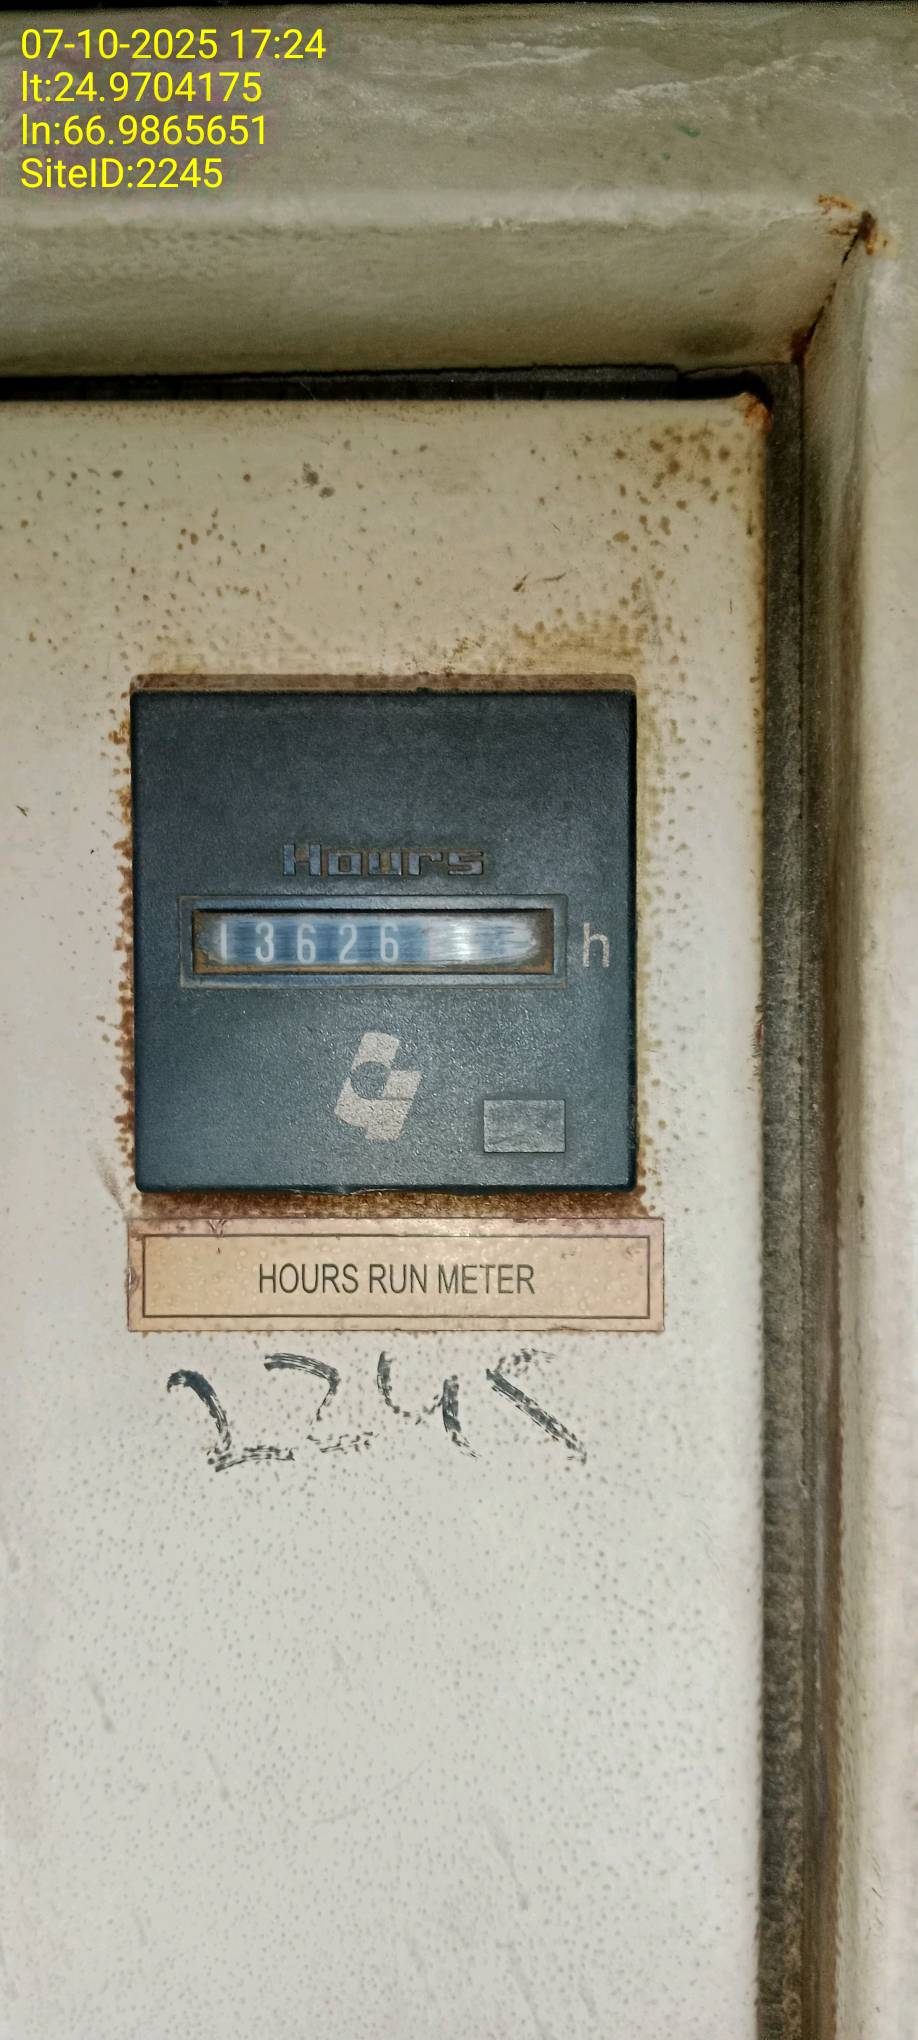 07-10-2025 17:24
lt:24.9704175
ln:66.9865651
SiteID:2245
Hours
13626
h
HOURS RUN METER
2245